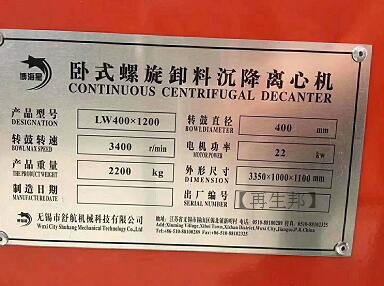 博海星
卧式螺旋卸料沉降离心机
CONTINUOUS CENTRIFUGAL DECANTER
产品型号 LW400×1200 转鼓直径 400 mm
DESIGNATION BOWL DIAMETER
转鼓转速 3400 r/min 电机功率 22 kw
BOWL MAX SPEED MOTOR POWER
产品重量 2200 kg 外形尺寸 3350×1000×1100 mm
THE PRODUCT WEIGHT DIMENSION
制造日期 出厂编号 [再生邦]
MANUFACTURE DATE SERIAL NUMBER
无锡市舒航机械科技有限公司
Wuxi City Shuhang Mechanical Technology Co.,Ltd